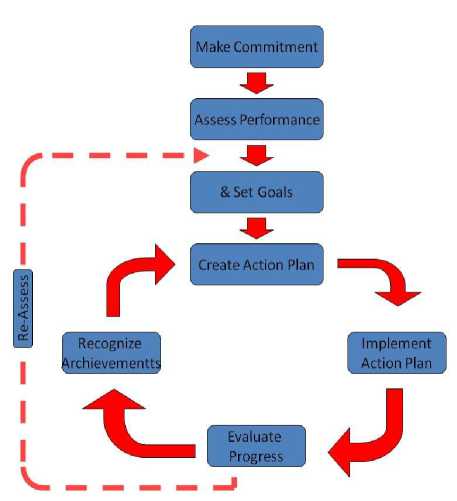 Make Commitment
Assess Performance
& Set Goals
Create Action Plan
Re-Assess
Recognize
Archievementts
Implement
Action Plan
Evaluate
Progress